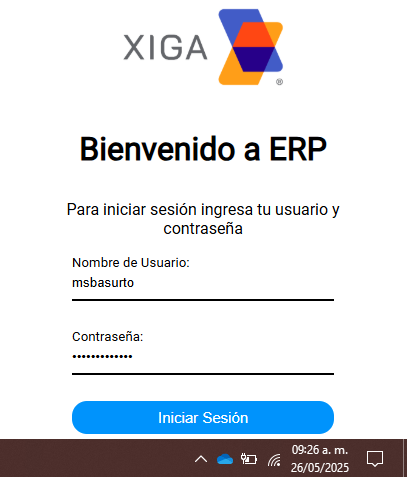 XIGA
®
Bienvenido a ERP
Para iniciar sesión ingresa tu usuario y
contraseña
Nombre de Usuario:
msbasurto
Contraseña:
•••••••••••••
Iniciar Sesión
09:26 a. m.
26/05/2025